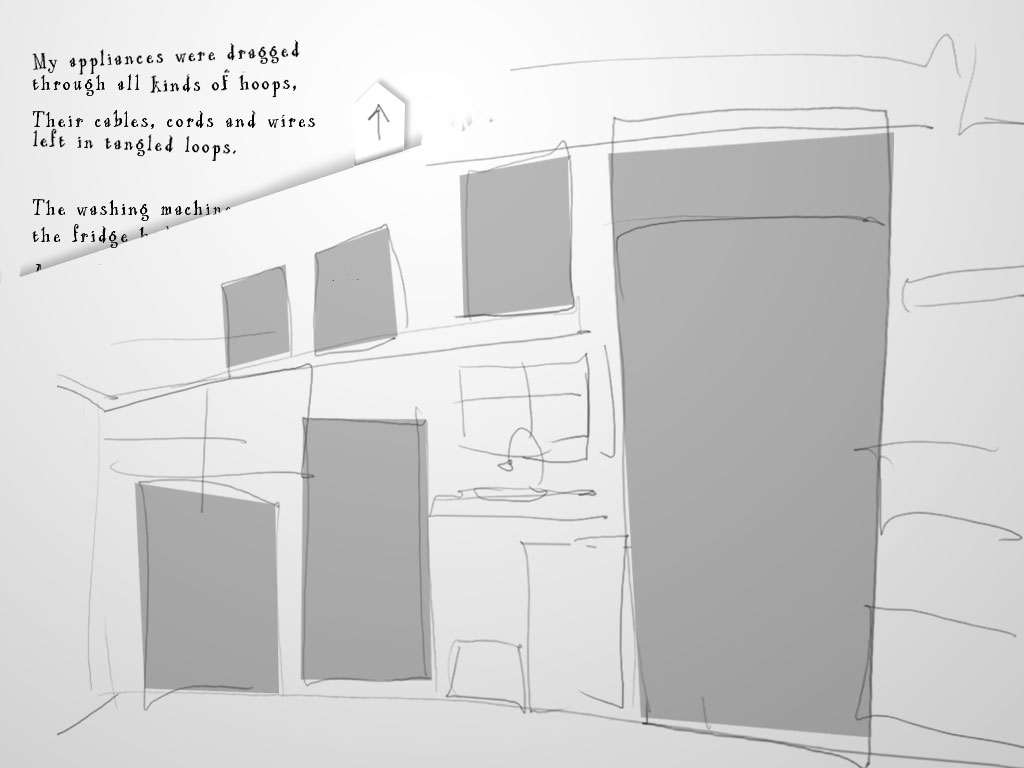 My appliances were dragged
through all kinds of hoops,
Their cables, cords and wires
left in tangled loops.
The washing machine
the fridge